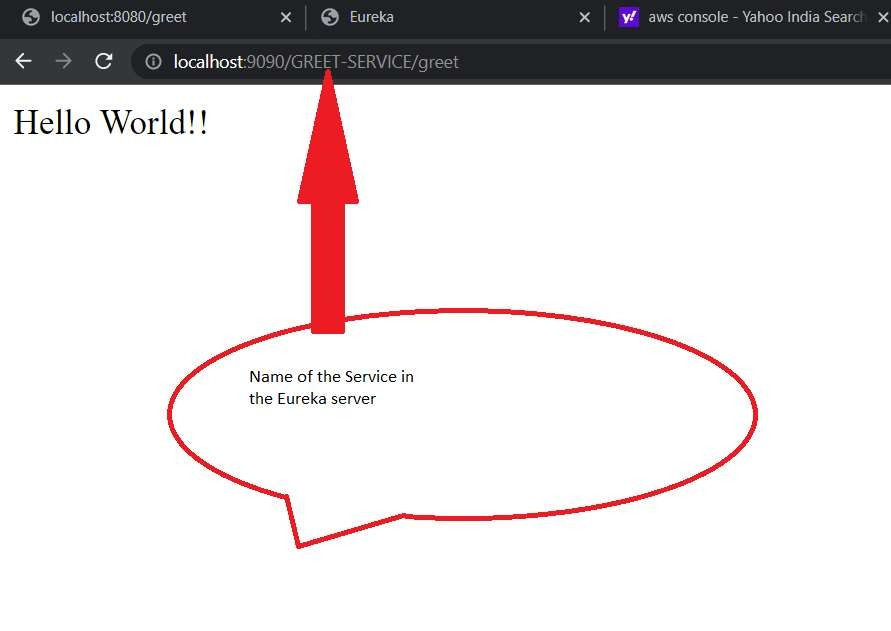 localhost:8080/greet
Eureka
y!
aws console - Yahoo India Search
localhost:9090/GREET-SERVICE/greet
Hello World!!
Name of the Service in
the Eureka server